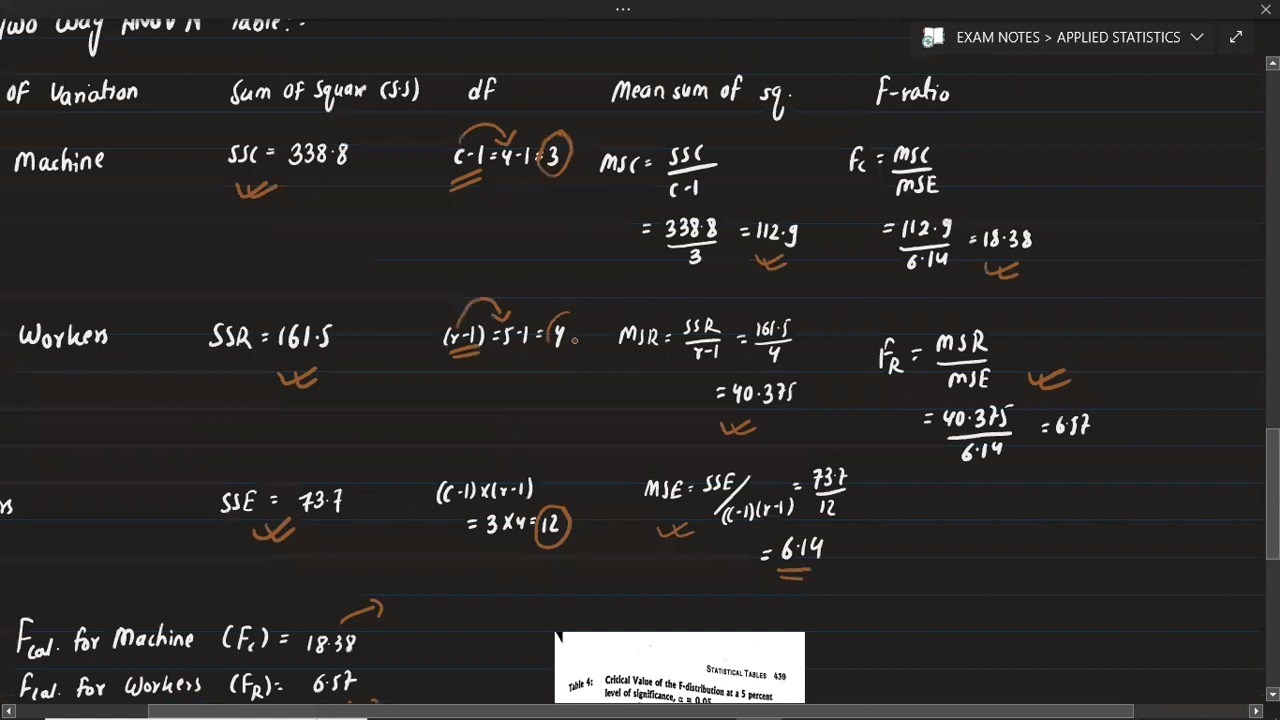 Two Way ANOVA Table:-
EXAM NOTES > APPLIED STATISTICS
of Variation Sum of Square (S.S) df Mean sum of sq. F-ratio
Machine SSC = 338.8 c-1 = 4-1 = 3 MSC = SSC/c-1 Fc = MSC/MSE
= 338.8/3 = 112.9 = 112.9/6.14 = 18.38
Workers SSR = 161.5 (r-1) = 5-1 = 4 MSR = SSR/r-1 = 161.5/4 FR = MSR/MSE
= 40.375 = 40.375/6.14 = 6.57
rs SSE = 73.7 (c-1)x(r-1) MSE = SSE/(c-1)(r-1) = 73.7/12
= 3x4 = 12 = 6.14
Fcal. for Machine (Fc) = 18.38
Fcal. for Workers (FR) = 6.57
STATISTICAL TABLES 439
Table 4: Critical Value of the F-distribution at a 5 percent
level of significance, α = 0.05